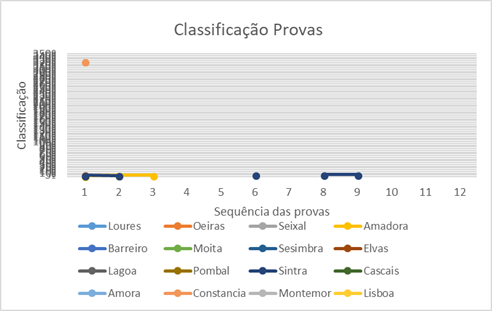 Classificação Provas
Classificação
1 2 3 4 5 6 7 8 9 10 11 12
Sequência das provas
Loures Oeiras Seixal Amadora
Barreiro Moita Sesimbra Elvas
Lagoa Pombal Sintra Cascais
Amora Constancia Montemor Lisboa